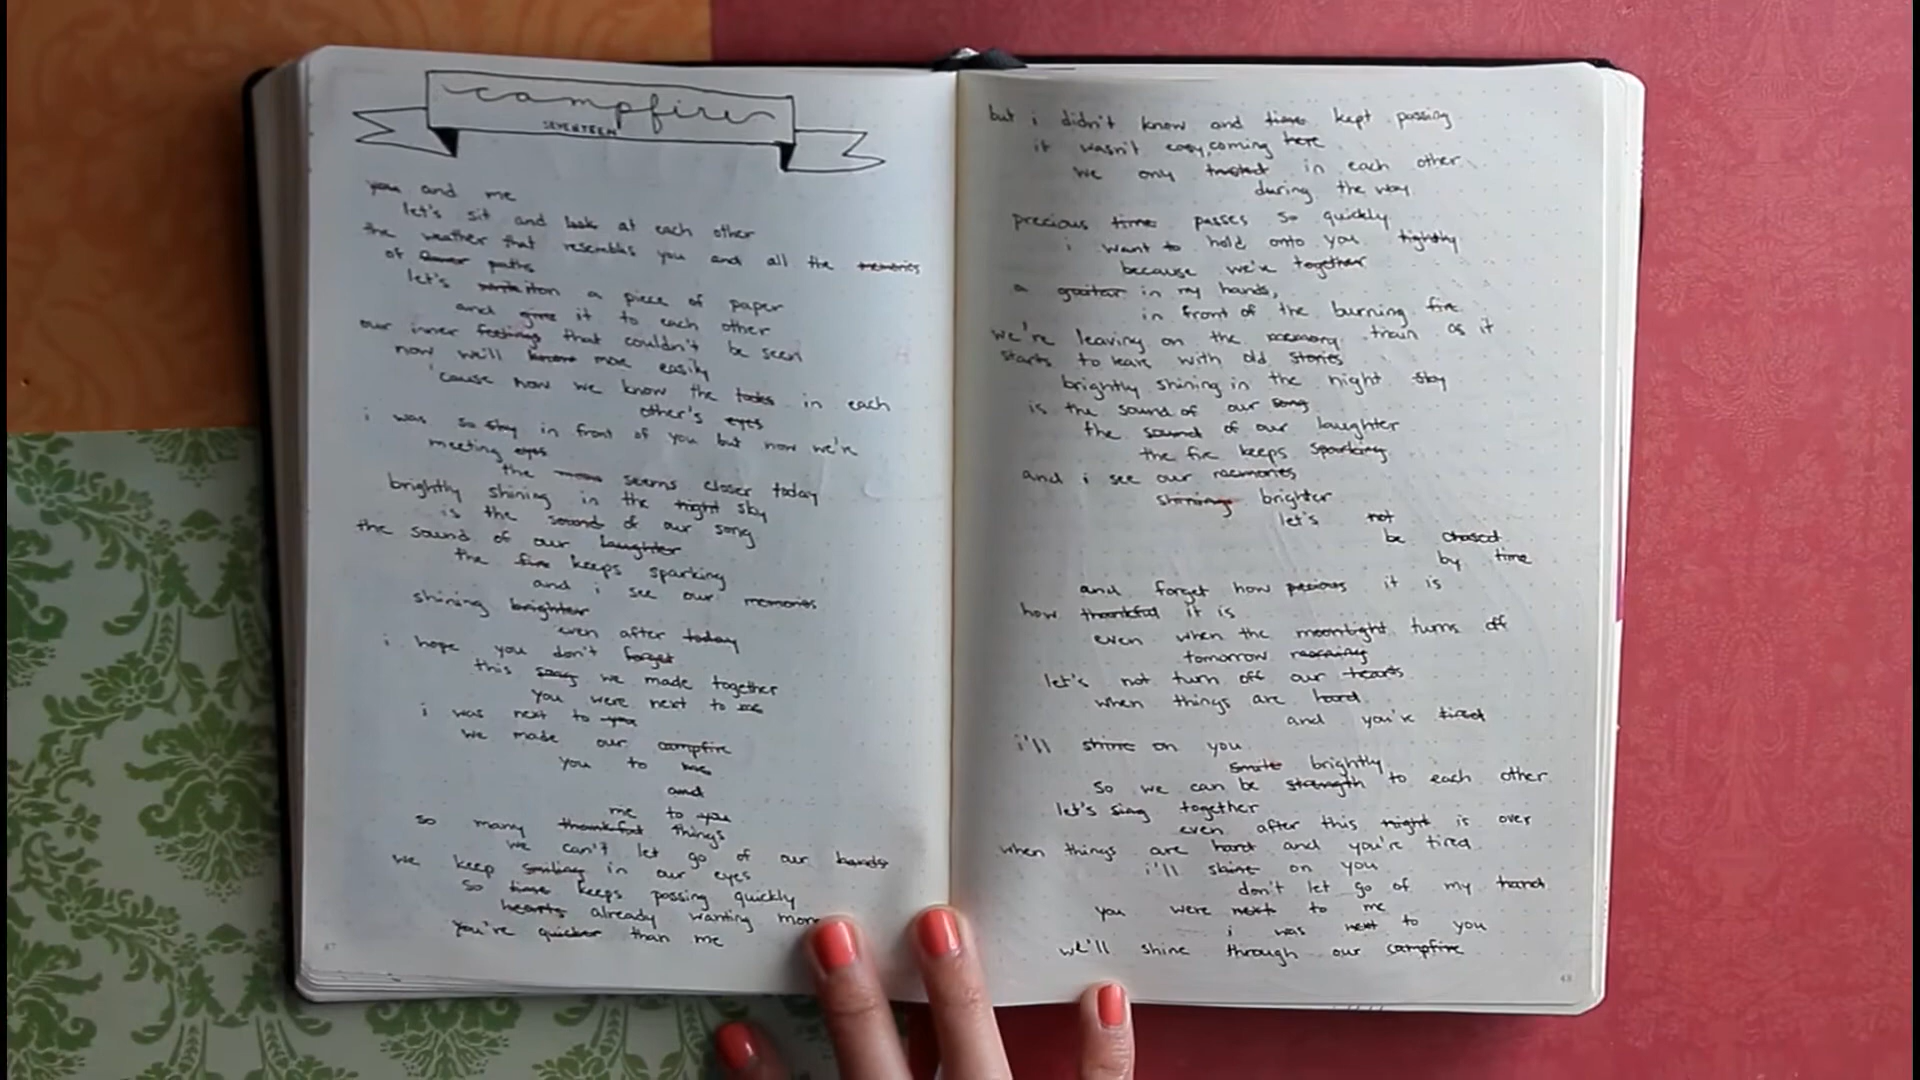 campfire
SEVENTEEN
you and me
let's sit and look at each other
the weather that resembles you and all the memories
of flower paths
let's write it on a piece of paper
and give it to each other
our inner feelings that couldn't be seen
now we'll know more easily
'cause now we know the looks in each
other's eyes
i was so shy in front of you but now we're
meeting eyes
the moon seems closer today
brightly shining in the night sky
is the sound of our song
the sound of our laughter
the fire keeps sparking
and i see our memories
shining brighter
even after today
i hope you don't forget
this song we made together
you were next to me
i was next to you
we made our campfire
you to me
and
me to you
so many thankful things
we can't let go of our hands
we keep smiling in our eyes
so time keeps passing quickly
hearts already wanting more
you're quicker than me
47
but i didn't know and time kept passing
it wasn't easy, coming here
we only trusted in each other
during the way
precious time passes so quickly
i want to hold onto you tightly
because we're together
a guitar in my hands,
in front of the burning fire
we're leaving on the memory train as it
starts to leave with old stories
brightly shining in the night sky
is the sound of our song
the sound of our laughter
the fire keeps sparking
and i see our memories
shining brighter
let's not
be chased
by time
and forget how precious it is
how thankful it is
even when the moonlight turns off
tomorrow morning
let's not turn off our hearts
when things are hard
and you're tired
i'll shine on you
smile brightly
so we can be strength to each other
let's sing together
even after this night is over
when things are hard and you're tired
i'll shine on you
don't let go of my hand
you were next to me
i was next to you
we'll shine through our campfire
48